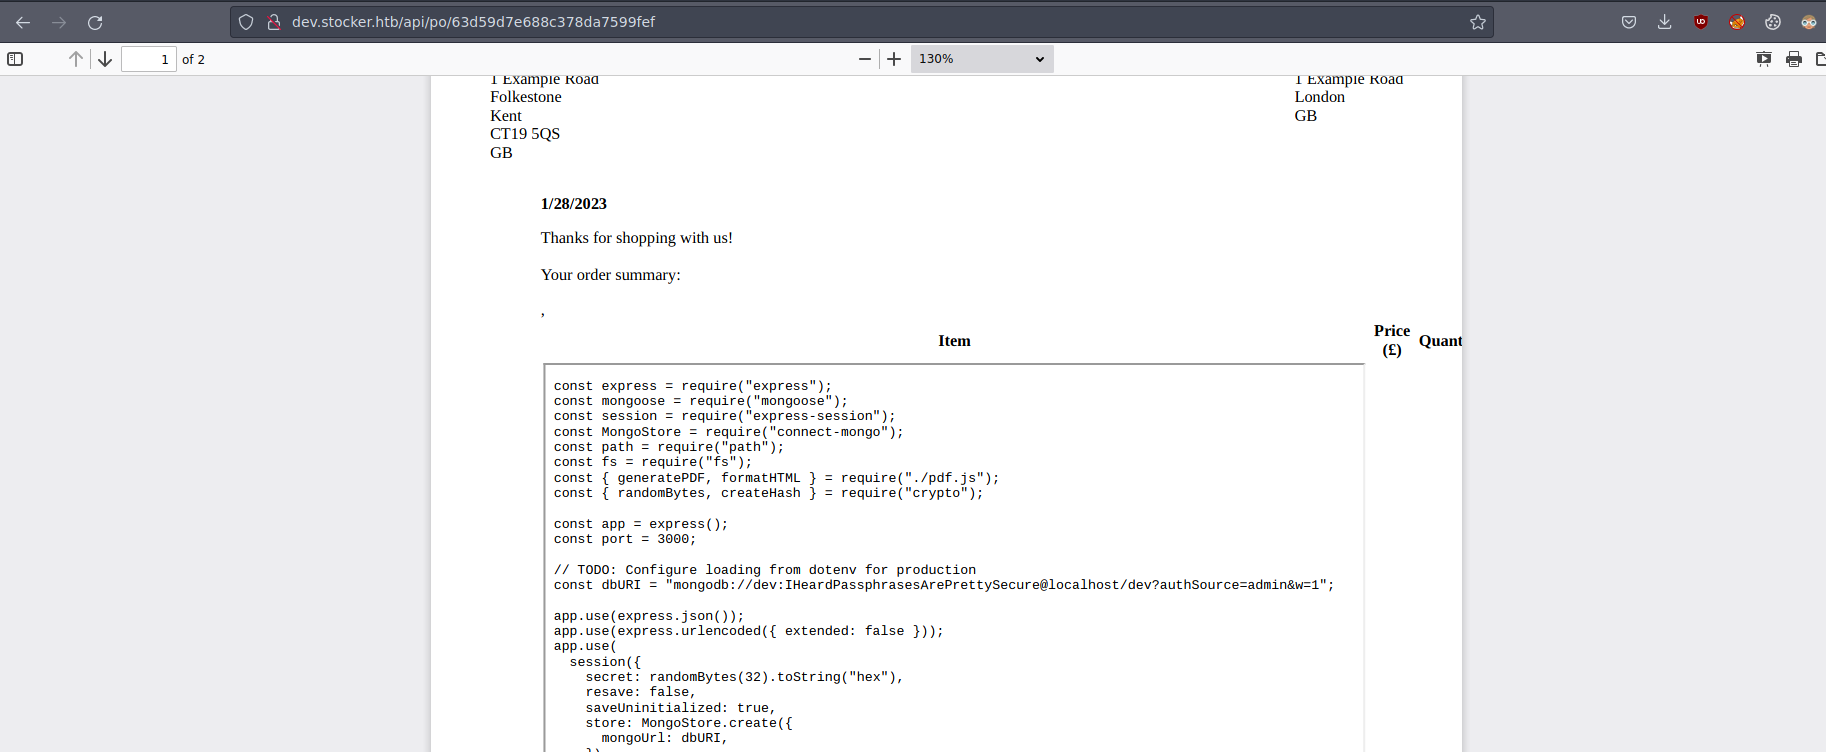 dev.stocker.htb/api/po/63d59d7e688c378da7599fef
1 of 2
130%
1 Example Road
Folkestone
Kent
CT19 5QS
GB
1 Example Road
London
GB
1/28/2023
Thanks for shopping with us!
Your order summary:
,
Item
Price
(£)
Quant
const express = require("express");
const mongoose = require("mongoose");
const session = require("express-session");
const MongoStore = require("connect-mongo");
const path = require("path");
const fs = require("fs");
const { generatePDF, formatHTML } = require("./pdf.js");
const { randomBytes, createHash } = require("crypto");
const app = express();
const port = 3000;
// TODO: Configure loading from dotenv for production
const dbURI = "mongodb://dev:IHeardPassphrasesArePrettySecure@localhost/dev?authSource=admin&w=1";
app.use(express.json());
app.use(express.urlencoded({ extended: false }));
app.use(
session({
secret: randomBytes(32).toString("hex"),
resave: false,
saveUninitialized: true,
store: MongoStore.create({
mongoUrl: dbURI,